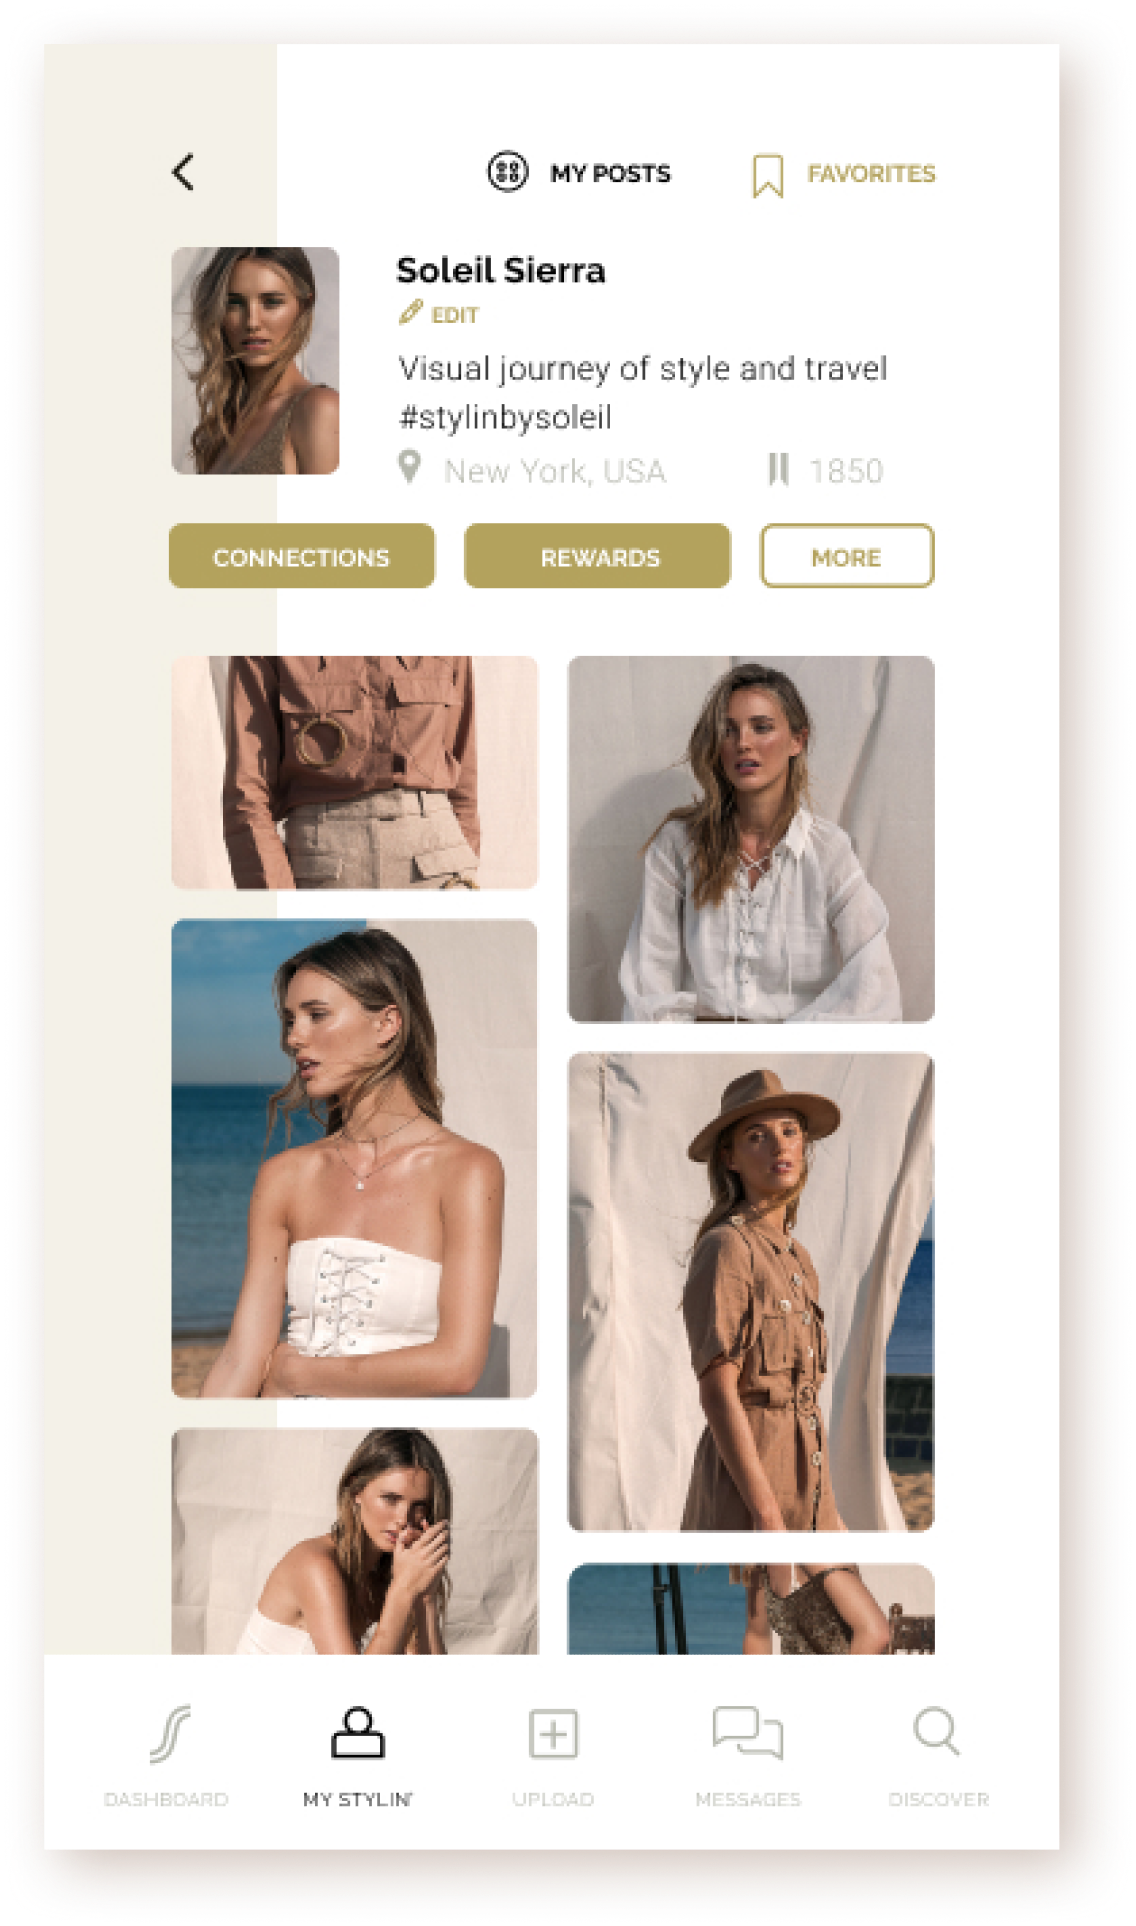 MY POSTS
FAVORITES
Soleil Sierra
EDIT
Visual journey of style and travel
#stylinbysoleil
New York, USA
1850
CONNECTIONS
REWARDS
MORE
DASHBOARD
MY STYLIN'
UPLOAD
MESSAGES
DISCOVER